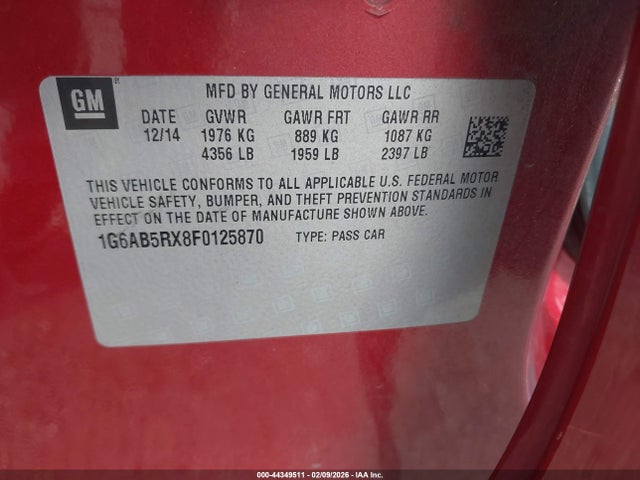 GM
MFD BY GENERAL MOTORS LLC
DATE GVWR GAWR FRT GAWR RR
12/14 1976 KG 889 KG 1087 KG
4356 LB 1959 LB 2397 LB
THIS VEHICLE CONFORMS TO ALL APPLICABLE U.S. FEDERAL MOTOR
VEHICLE SAFETY, BUMPER, AND THEFT PREVENTION STANDARDS IN
EFFECT ON THE DATE OF MANUFACTURE SHOWN ABOVE.
1G6AB5RX8F0125870 TYPE: PASS CAR
000-44349511 - 02/09/2026 - IAA Inc.